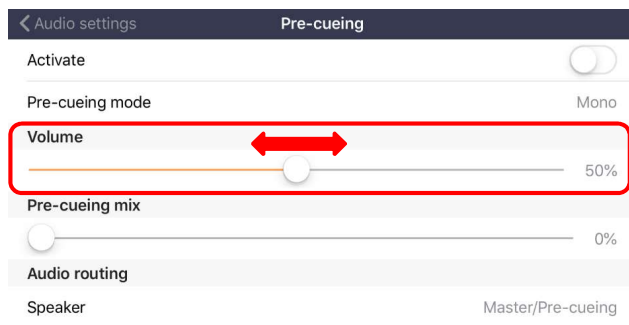 Audio settings Pre-cueing
Activate
Pre-cueing mode Mono
Volume
50%
Pre-cueing mix
0%
Audio routing
Speaker Master/Pre-cueing